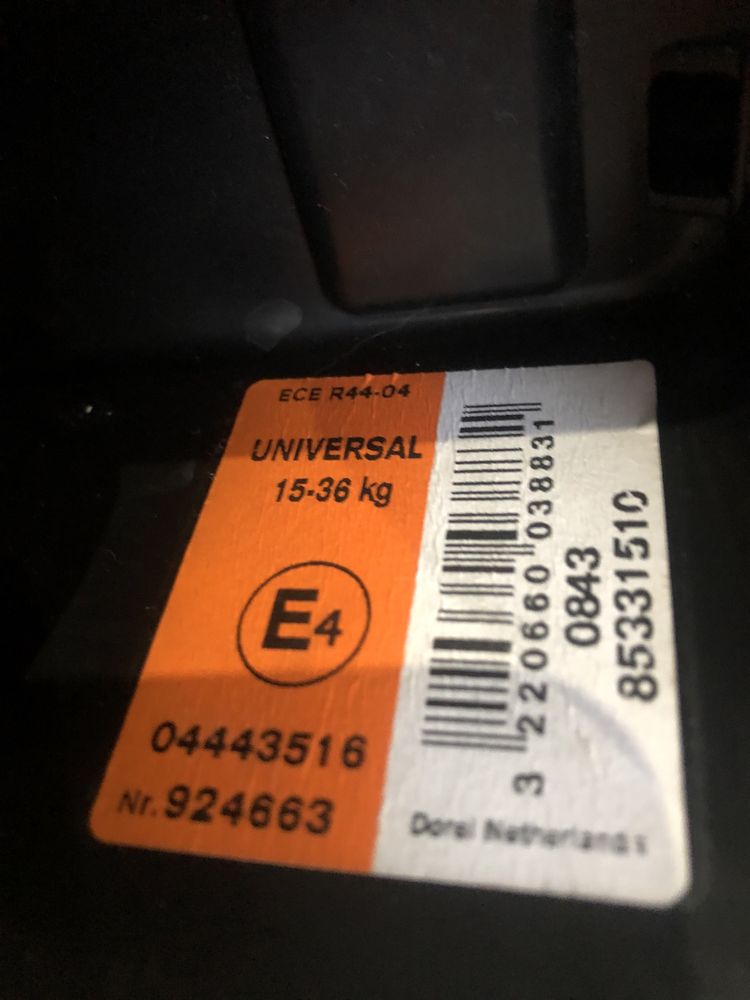 ECE R44-04
UNIVERSAL
15-36 kg
E4
04443516
Nr. 924663
3 220660 038831
0843
85331510
Dorel Netherlands